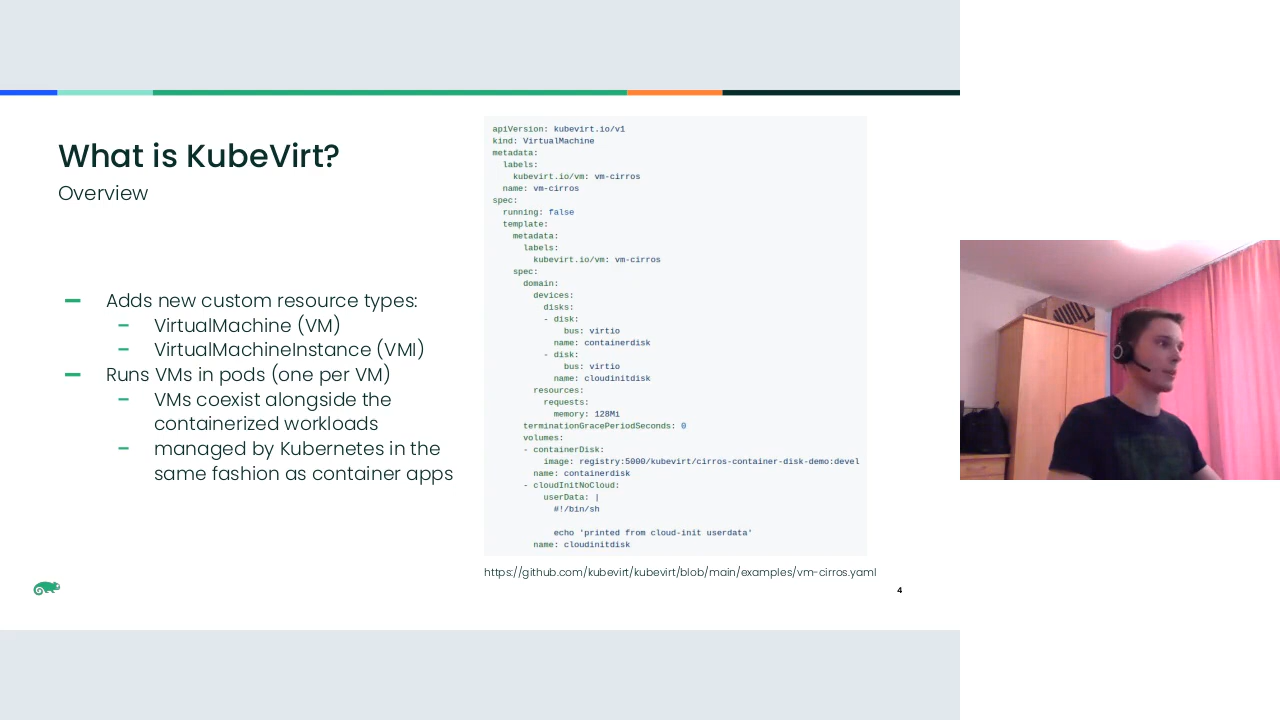 What is KubeVirt?
Overview
Adds new custom resource types:
VirtualMachine (VM)
VirtualMachineInstance (VMI)
Runs VMs in pods (one per VM)
VMs coexist alongside the
containerized workloads
managed by Kubernetes in the
same fashion as container apps
apiVersion: kubevirt.io/v1
kind: VirtualMachine
metadata:
  labels:
    kubevirt.io/vm: vm-cirros
  name: vm-cirros
spec:
  running: false
  template:
    metadata:
      labels:
        kubevirt.io/vm: vm-cirros
    spec:
      domain:
        devices:
          disks:
          - disk:
              bus: virtio
            name: containerdisk
          - disk:
              bus: virtio
            name: cloudinitdisk
        resources:
          requests:
            memory: 128Mi
      terminationGracePeriodSeconds: 0
      volumes:
      - containerDisk:
          image: registry:5000/kubevirt/cirros-container-disk-demo:devel
        name: containerdisk
      - cloudInitNoCloud:
          userData: |
            #!/bin/sh
            echo 'printed from cloud-init userdata'
        name: cloudinitdisk
https://github.com/kubevirt/kubevirt/blob/main/examples/vm-cirros.yaml
4